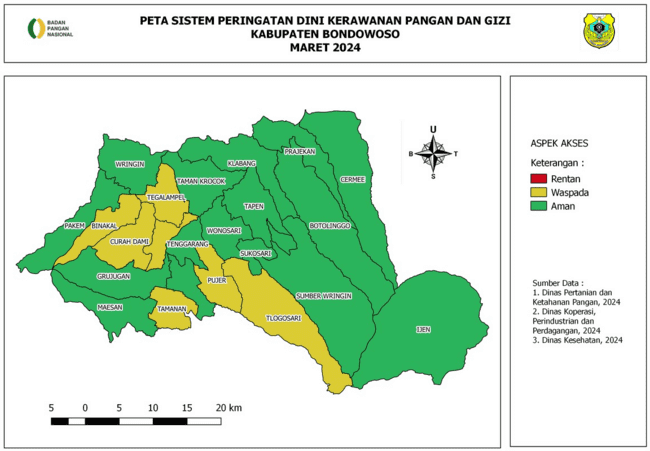 BADAN
PANGAN
NASIONAL
PETA SISTEM PERINGATAN DINI KERAWANAN PANGAN DAN GIZI
KABUPATEN BONDOWOSO
MARET 2024
U
B
T
S
PRAJEKAN
WRINGIN
KLABANG
CERMEE
TAMAN KROCOK
TEGALAMPEL
TAPEN
PAKEM
BINAKAL
BOTOLINGGO
WONOSARI
CURAH DAMI
TENGGARANG
SUKOSARI
GRUJUGAN
PUJER
SUMBER WRINGIN
MAESAN
TAMANAN
TLOGOSARI
IJEN
5 0 5 10 15 20 km
ASPEK AKSES
Keterangan :
Rentan
Waspada
Aman
Sumber Data :
1. Dinas Pertanian dan
Ketahanan Pangan, 2024
2. Dinas Koperasi,
Perindustrian dan
Perdagangan, 2024
3. Dinas Kesehatan, 2024